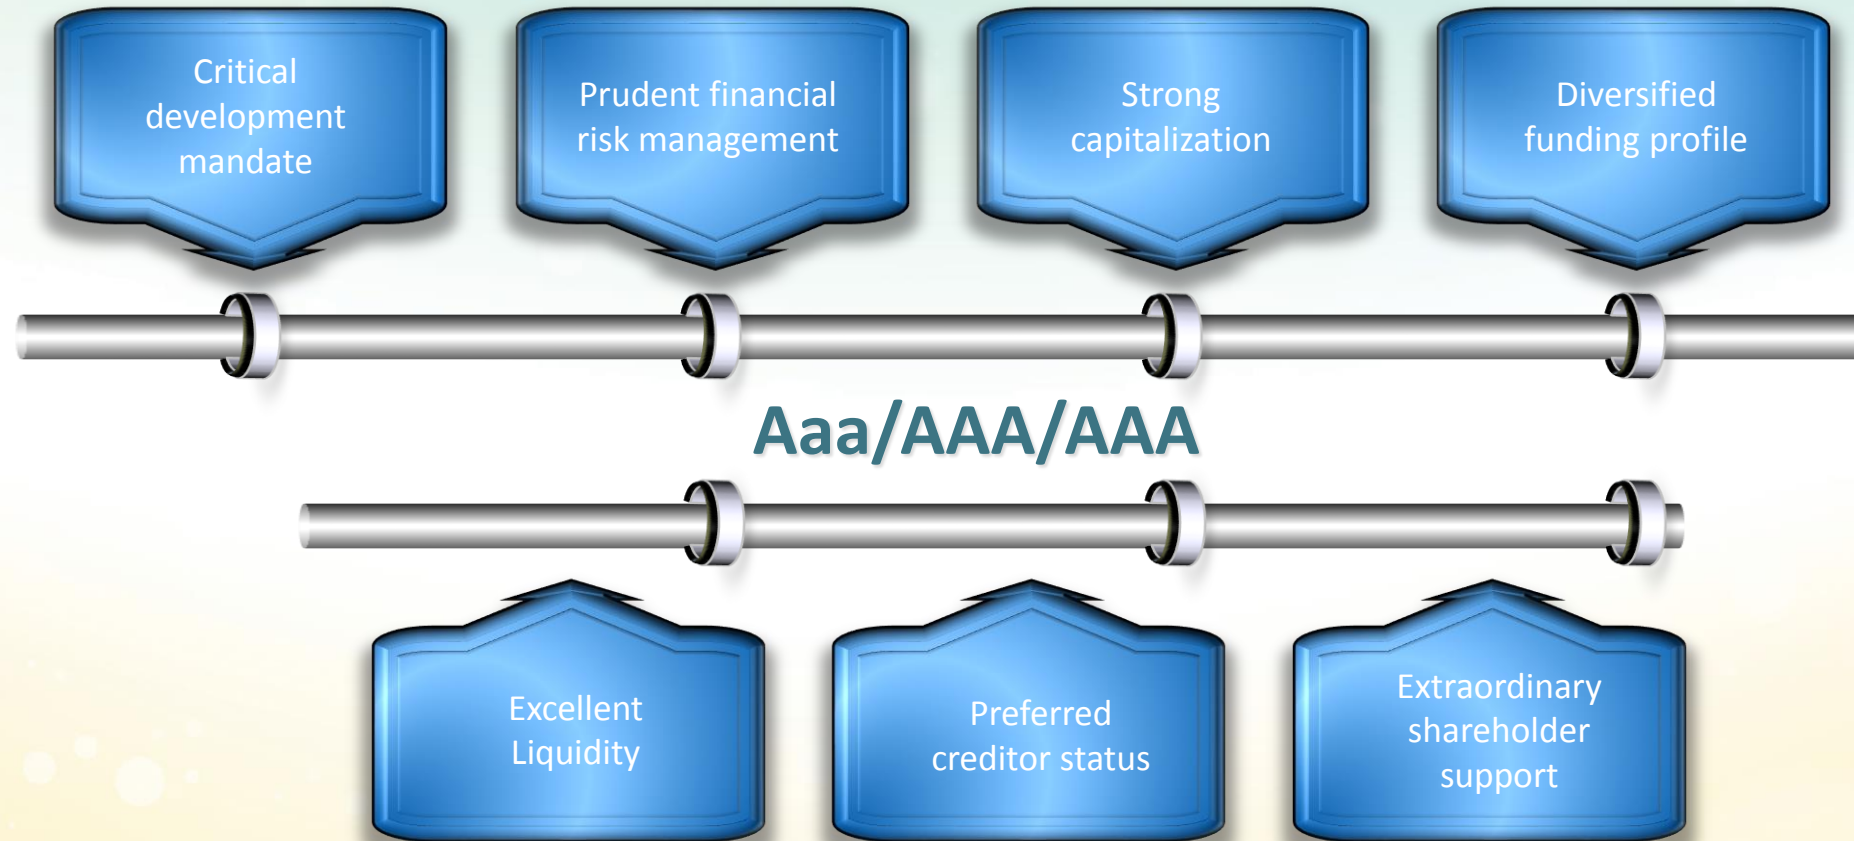 Critical
development
mandate
Prudent financial
risk management
Strong
capitalization
Diversified
funding profile
Aaa/AAA/AAA
Excellent
Liquidity
Preferred
creditor status
Extraordinary
shareholder
support